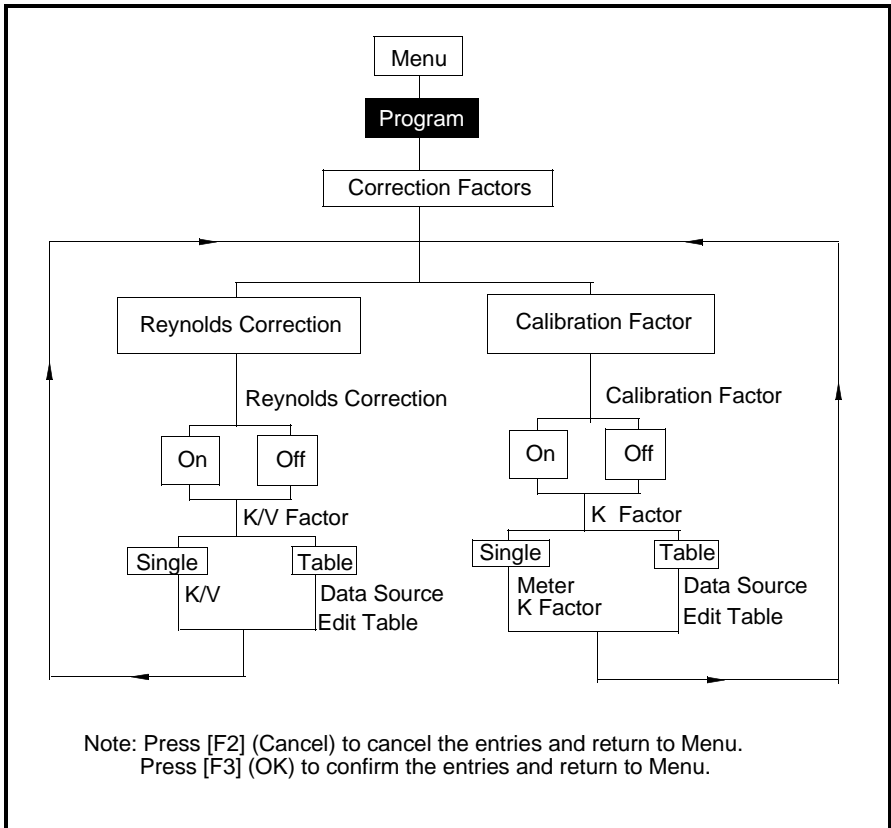 Menu
Program
Correction Factors
Reynolds Correction
Calibration Factor
Reynolds Correction
Calibration Factor
On
Off
On
Off
K/V Factor
K Factor
Single
Table
Single
Table
K/V
Data Source
Edit Table
Meter
K Factor
Data Source
Edit Table
Note: Press [F2] (Cancel) to cancel the entries and return to Menu.
Press [F3] (OK) to confirm the entries and return to Menu.